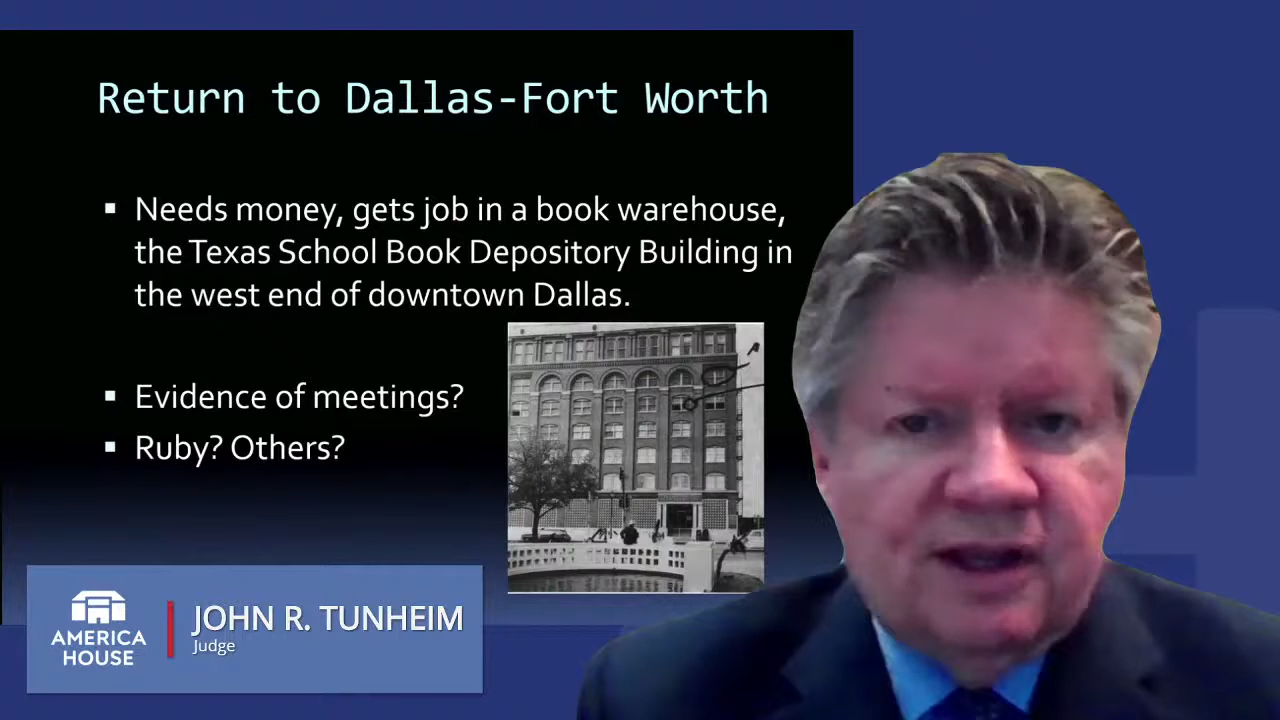 Return to Dallas-Fort Worth
▪ Needs money, gets job in a book warehouse,
the Texas School Book Depository Building in
the west end of downtown Dallas.
▪ Evidence of meetings?
▪ Ruby? Others?
AMERICA
HOUSE
JOHN R. TUNHEIM
Judge